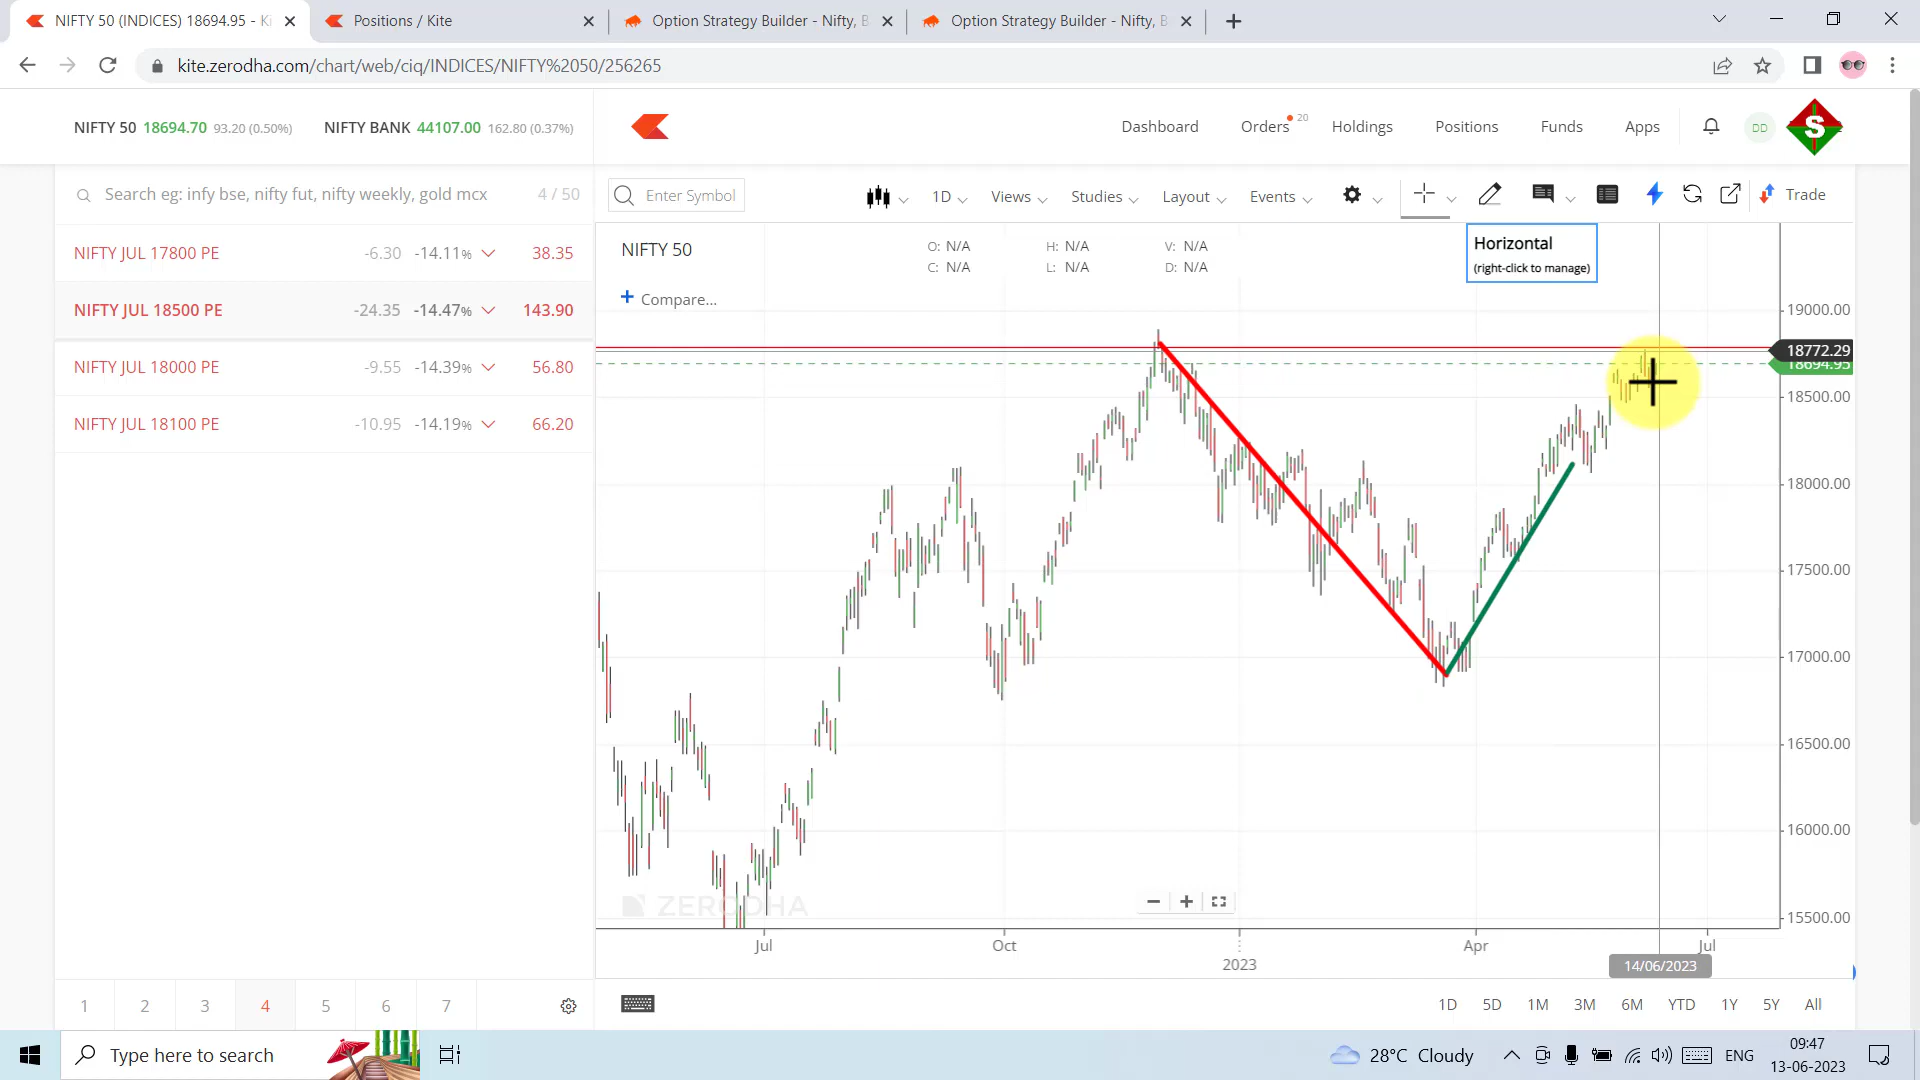 NIFTY 50 (INDICES) 18694.95 - Ki
Positions / Kite
Option Strategy Builder - Nifty, B
Option Strategy Builder - Nifty, B
kite.zerodha.com/chart/web/ciq/INDICES/NIFTY%2050/256265
NIFTY 50 18694.70 93.20 (0.50%) NIFTY BANK 44107.00 162.80 (0.37%)
Dashboard Orders 20 Holdings Positions Funds Apps DD S
Search eg: infy bse, nifty fut, nifty weekly, gold mcx 4 / 50
NIFTY JUL 17800 PE -6.30 -14.11% 38.35
NIFTY JUL 18500 PE -24.35 -14.47% 143.90
NIFTY JUL 18000 PE -9.55 -14.39% 56.80
NIFTY JUL 18100 PE -10.95 -14.19% 66.20
Enter Symbol 1D Views Studies Layout Events Trade
NIFTY 50
O: N/A H: N/A V: N/A
C: N/A L: N/A D: N/A
Horizontal
(right-click to manage)
+ Compare...
19000.00
18772.29
18694.95
18500.00
18000.00
17500.00
17000.00
16500.00
16000.00
15500.00
ZERODHA
Jul Oct 2023 Apr Jul
14/06/2023
1 2 3 4 5 6 7
1D 5D 1M 3M 6M YTD 1Y 5Y All
Type here to search
28°C Cloudy
ENG
09:47
13-06-2023